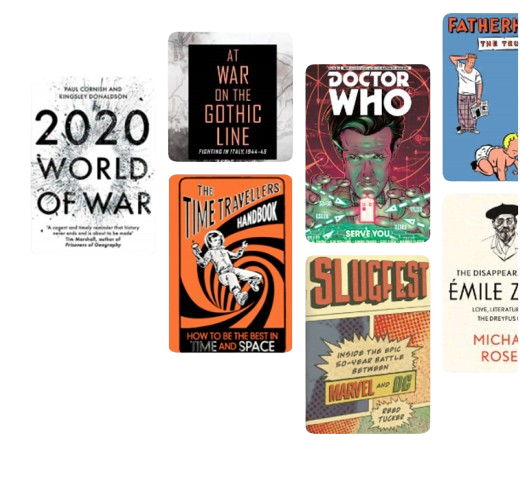 PAUL CORNISH AND
KINGSLEY DONALDSON
2020
WORLD
OF WAR
'A cogent and timely reminder that history
never ends and is about to be made'
Tim Marshall, author of
Prisoners of Geography
AT
WAR
ON THE
GOTHIC
LINE
FIGHTING IN ITALY, 1944-45
THE
TIME TRAVELLERS
HANDBOOK
HOW TO BE THE BEST IN
TIME AND SPACE
DOCTOR
WHO
SERVE YOU
SLUGFEST
INSIDE THE EPIC
50-YEAR BATTLE
BETWEEN
MARVEL AND DC
REED
TUCKER
FATHERH
THE TRU
THE DISAPPEARA
ÉMILE Z
LOVE, LITERATUR
THE DREYFUS
MICHA
ROSE